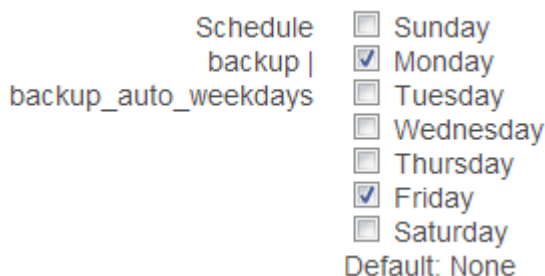 Schedule
backup |
backup_auto_weekdays
Sunday
Monday
Tuesday
Wednesday
Thursday
Friday
Saturday
Default: None